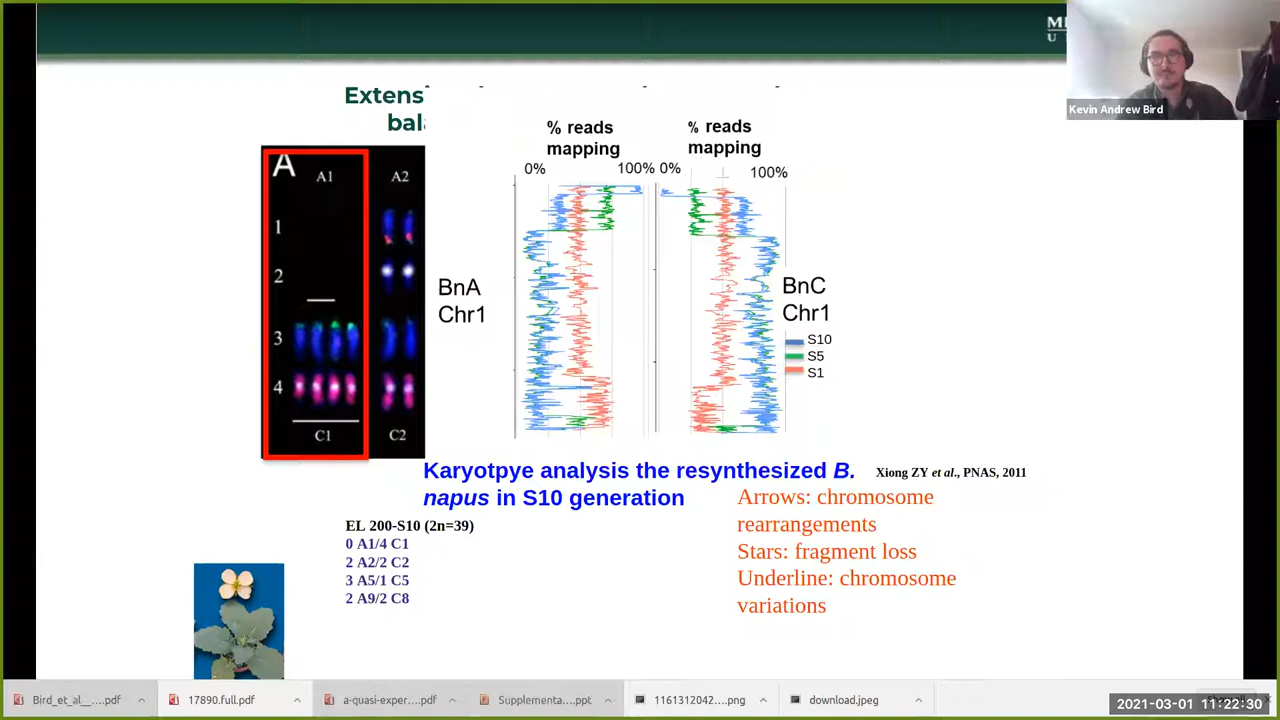 Kevin Andrew Bird
Extens
% reads
mapping
% reads
mapping
0%
100%
0%
100%
A
A1
A2
1
2
3
4
C1
C2
BnA
Chr1
BnC
Chr1
S10
S5
S1
Karyotpye analysis the resynthesized B.
napus in S10 generation
Xiong ZY et al., PNAS, 2011
Arrows: chromosome
rearrangements
Stars: fragment loss
Underline: chromosome
variations
EL 200-S10 (2n=39)
0 A1/4 C1
2 A2/2 C2
3 A5/1 C5
2 A9/2 C8
Bird_et_al_....pdf
17890.full.pdf
a-quasi-exper....pdf
Supplementa....ppt
1161312042....png
download.jpeg
2021-03-01 11:22:30